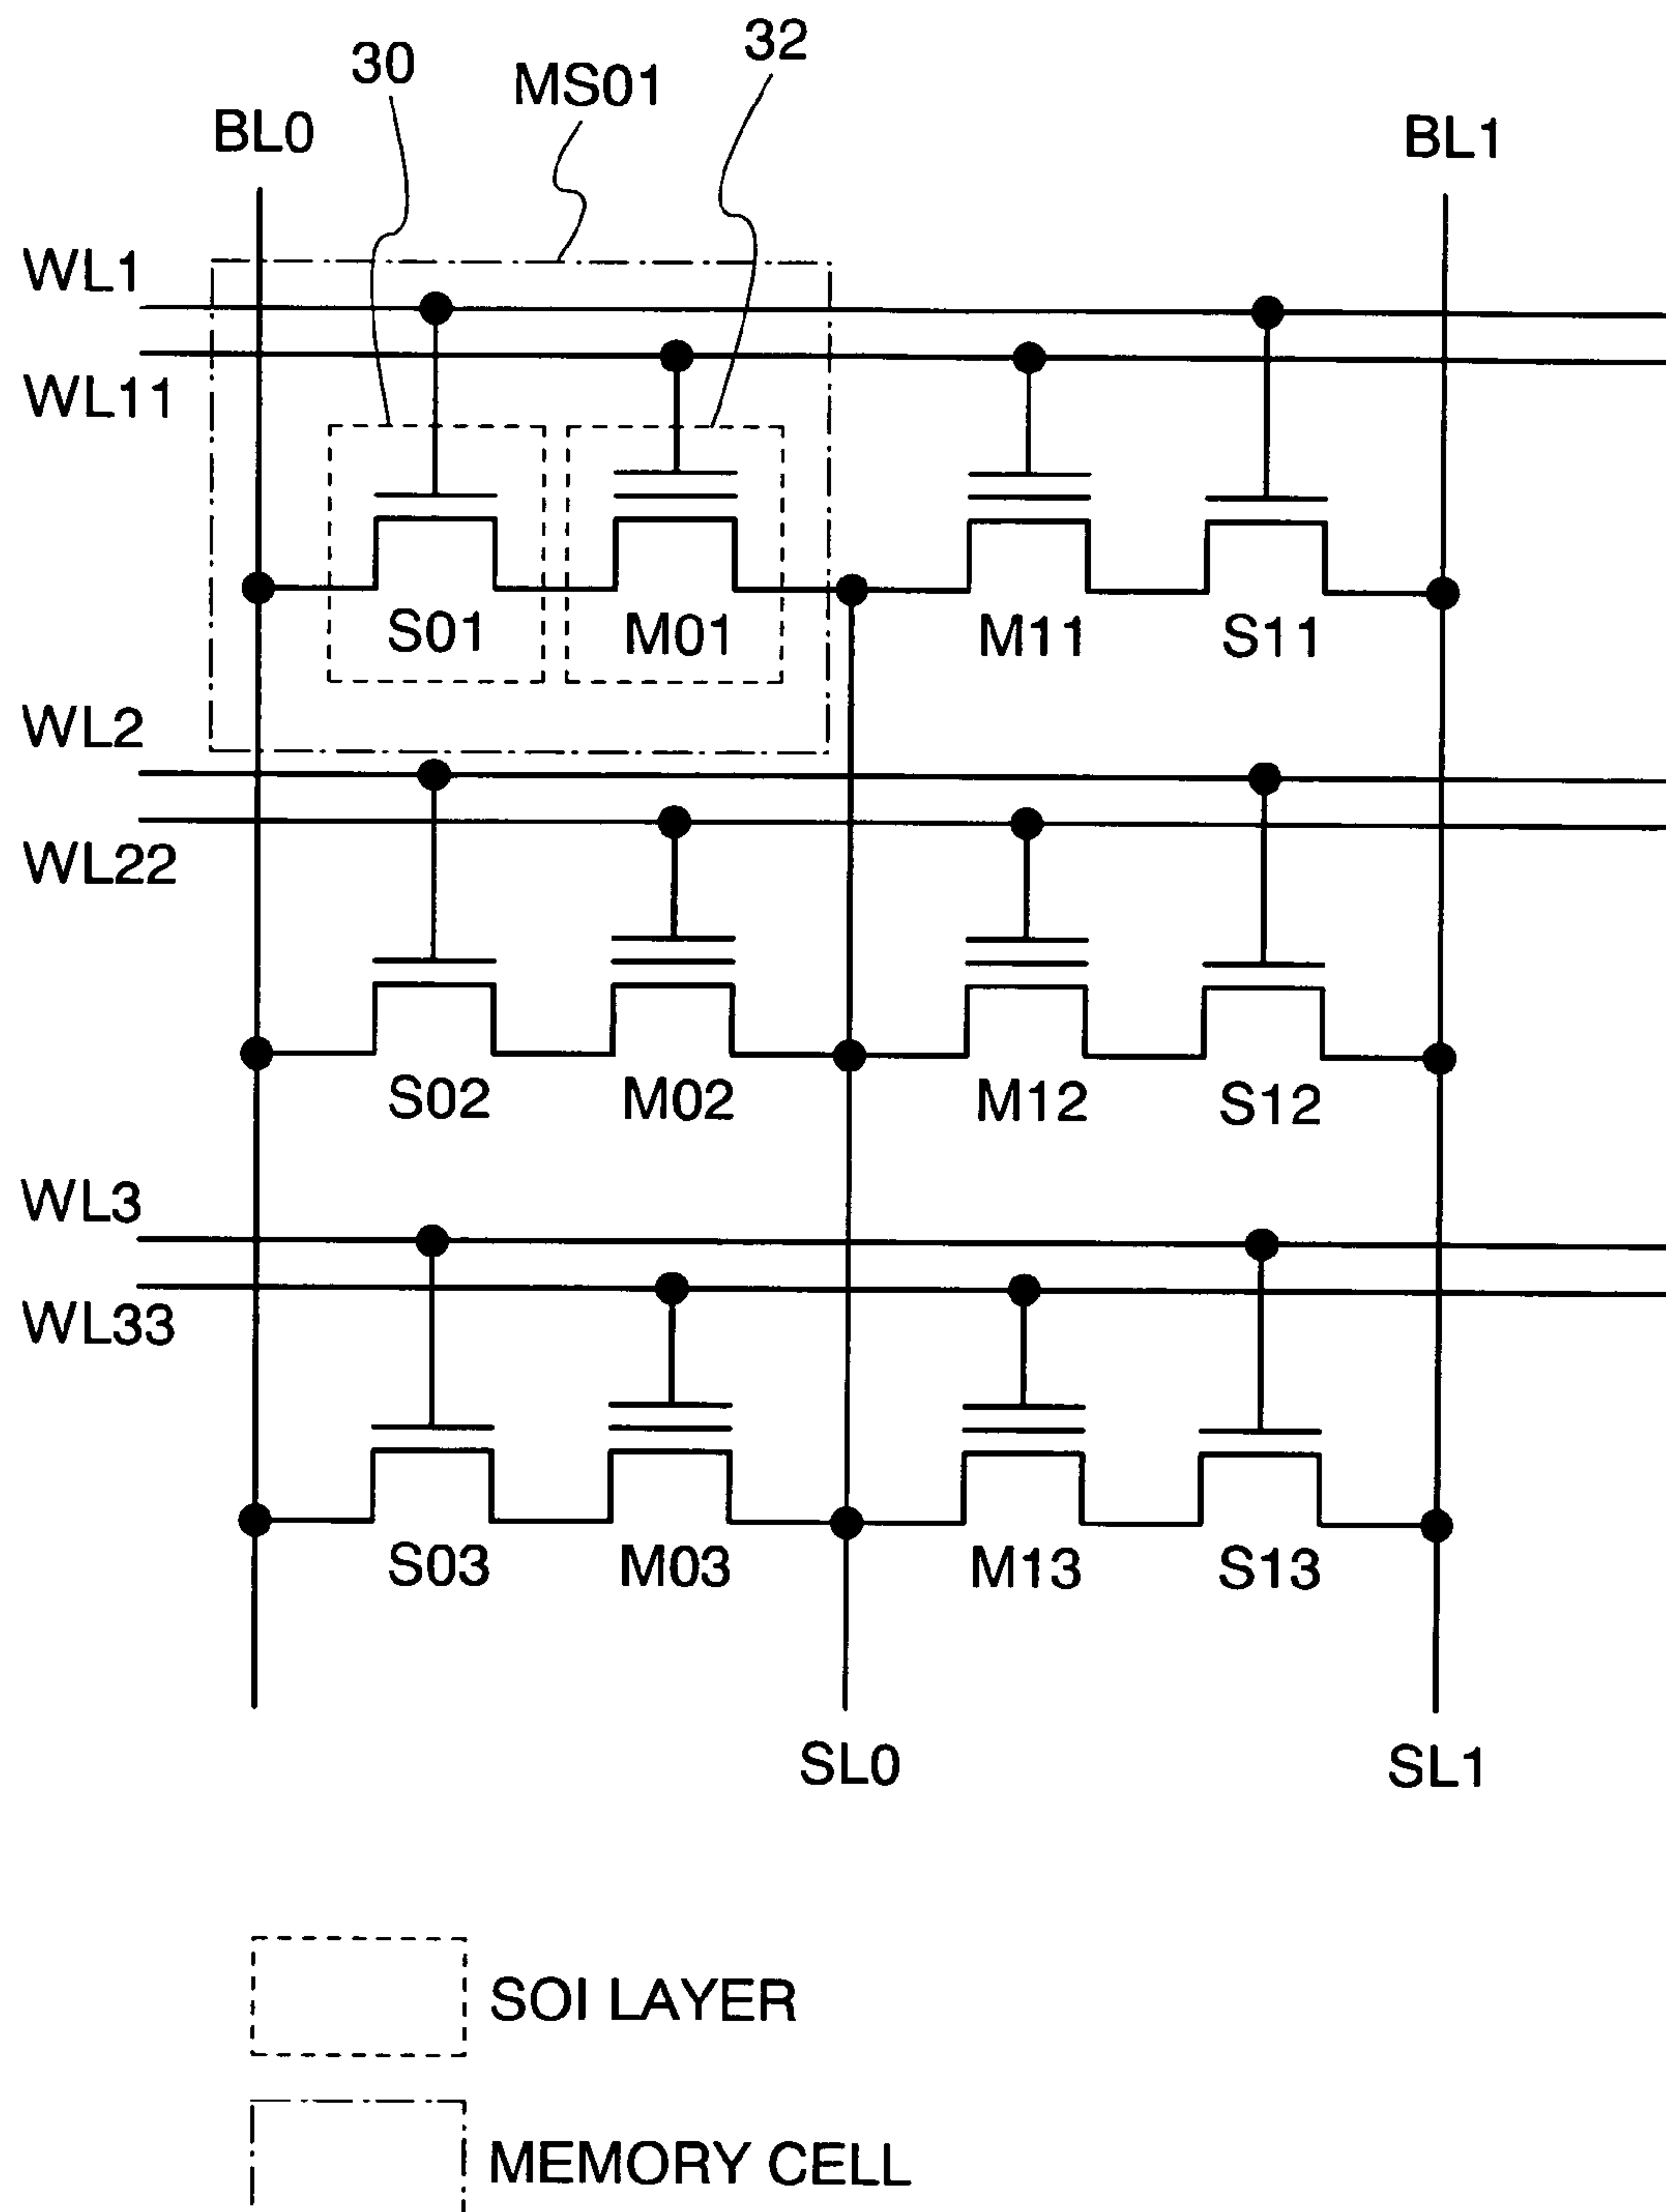 32
30
MS01
BL0
BL1
WL1
WL11
S01
M01
M11
S11
WL2
WL22
S02
M02
M12
S12
WL3
WL33
S03
M03
M13
S13
SL0
SL1
SOI LAYER
MEMORY CELL